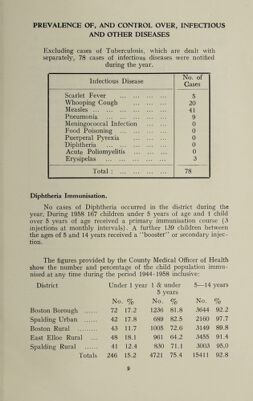 PREVALENCE OF, AND CONTROL OVER, INFECTIOUS
AND OTHER DISEASES
Excluding cases of Tuberculosis, which are dealt with
separately, 78 cases of infectious diseases were notified
during the year.
Infectious Disease No. of Cases
Scarlet Fever ... ... ... ... 5
Whooping Cough ... ... ... 20
Measles ... ... ... ... ... 41
Pneumonia ... ... ... ... 9
Meningococcal Infection ... ... 0
Food Poisoning ... ... ... 0
Puerperal Pyrexia ... ... ... 0
Diphtheria ... ... ... ... 0
Acute Poliomyelitis ... ... ... 0
Erysipelas ... ... ... ... 3
Total : ... ... ... 78
Diphtheria Immunisation.
No cases of Diphtheria occurred in the district during the
year. During 1958 167 children under 5 years of age and 1 child
over 5 years of age received a primary immunisation course (3
injections at monthly intervals). A further 139 children between
the ages of 5 and 14 years received a "booster" or secondary injec-
tion.
The figures provided by the County Medical Officer of Health
show the number and percentage of the child population immu-
nised at any time during the period 1944-1958 inclusive:
District Under 1 year 1 & under 5 years 5—14 years
No. % No. % No. %
Boston Borough ...... 72 17.2 1236 81.8 3644 92.2
Spalding Urban ...... 42 17.8 689 82.5 2160 97.7
Boston Rural ......... 43 11.7 1005 72.6 3149 89.8
East Elloe Rural ... 48 18.1 961 64.2 3455 91.4
Spalding Rural ...... 41 12.4 830 71.1 3003 95.0
Totals 246 15.2 4721 75.4 15411 92.8
9